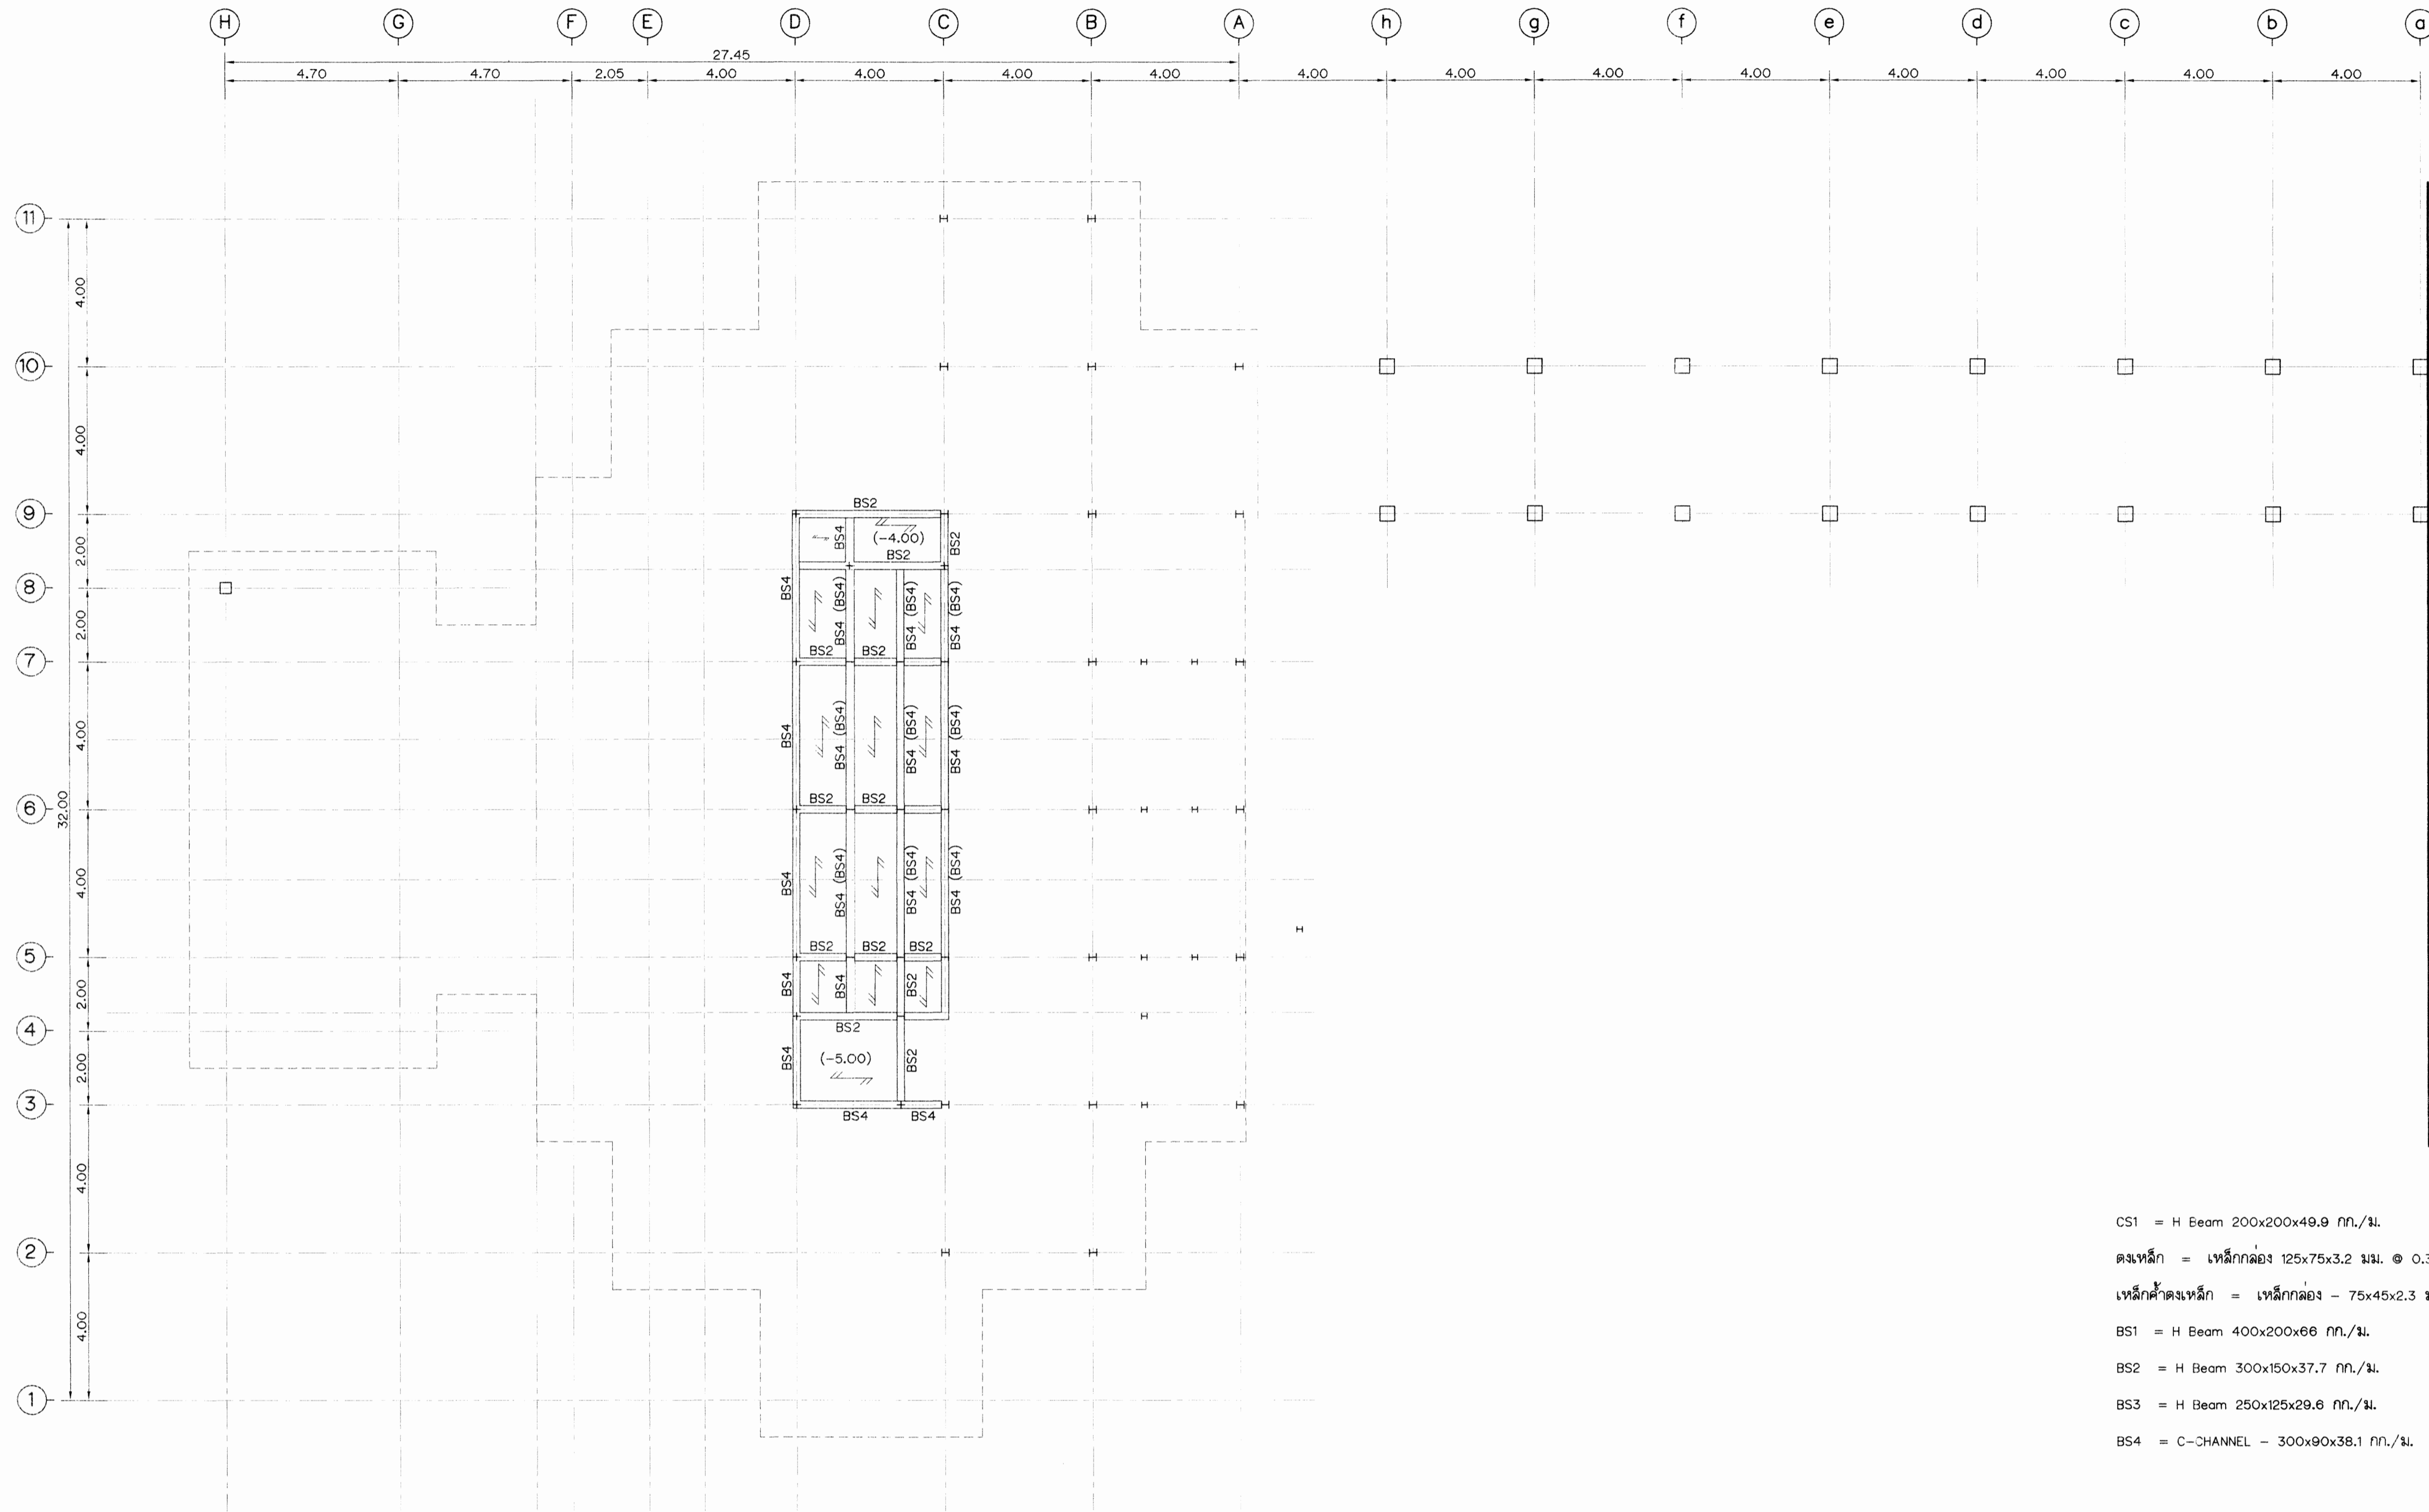 H G F E D C B A h g f e d c b a
27.45
4.70 4.70 2.05 4.00 4.00 4.00 4.00 4.00 4.00 4.00 4.00 4.00 4.00 4.00 4.00
11
4.00
10
4.00
9
BS2
BS4 (-4.00) BS2
BS2
2.00
8
BS4 BS4 (BS4) BS4 (BS4) BS4 (BS4)
2.00
BS2 BS2
7
4.00
BS4 BS4 (BS4) BS4 (BS4) BS4 (BS4)
32.00
BS2 BS2
6
4.00
BS4 BS4 (BS4) BS4 (BS4) BS4 (BS4)
BS2 BS2 BS2
5
2.00
BS4 BS4 BS2
4
BS2
2.00
BS4 (-5.00) BS2
3
BS4 BS4
4.00
2
4.00
1
CS1 = H Beam 200x200x49.9 กก./ม.
ตงเหล็ก = เหล็กกล่อง 125x75x3.2 มม. @ 0.3
เหล็กค้ำตงเหล็ก = เหล็กกล่อง - 75x45x2.3
BS1 = H Beam 400x200x66 กก./ม.
BS2 = H Beam 300x150x37.7 กก./ม.
BS3 = H Beam 250x125x29.6 กก./ม.
BS4 = C-CHANNEL - 300x90x38.1 กก./ม.